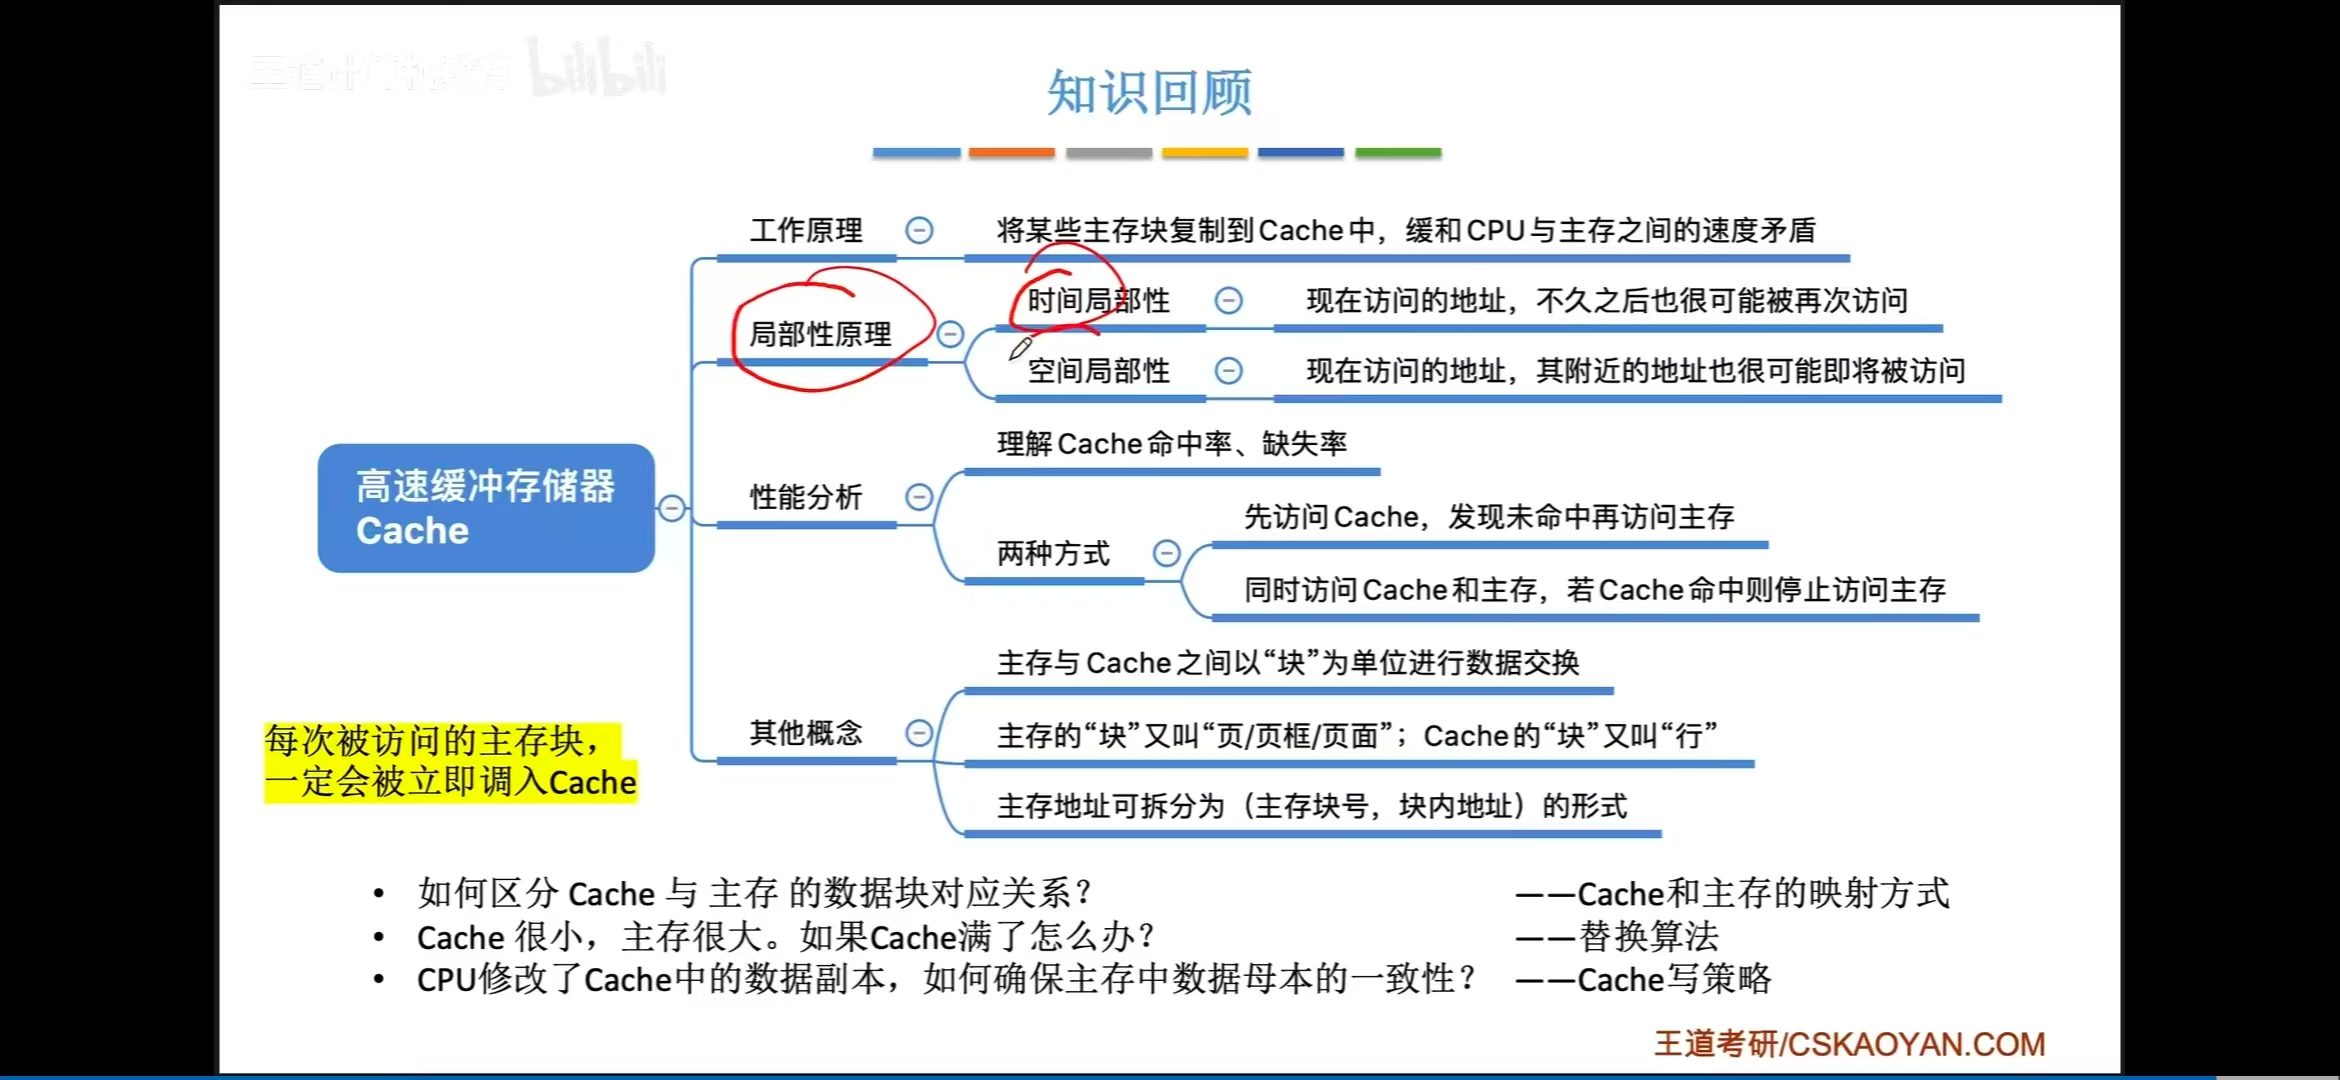 bilibili
知识回顾
工作原理
将某些主存块复制到Cache中，缓和CPU与主存之间的速度矛盾
局部性原理
时间局部性
现在访问的地址，不久之后也很可能被再次访问
空间局部性
现在访问的地址，其附近的地址也很可能即将被访问
高速缓冲存储器
Cache
性能分析
理解Cache命中率、缺失率
两种方式
先访问Cache，发现未命中再访问主存
同时访问Cache和主存，若Cache命中则停止访问主存
其他概念
主存与Cache之间以“块”为单位进行数据交换
主存的“块”又叫“页/页框/页面”；Cache的“块”又叫“行”
主存地址可拆分为（主存块号，块内地址）的形式
每次被访问的主存块，
一定会被立即调入Cache
• 如何区分 Cache 与 主存 的数据块对应关系？ ——Cache和主存的映射方式
• Cache 很小，主存很大。如果Cache满了怎么办？ ——替换算法
• CPU修改了Cache中的数据副本，如何确保主存中数据母本的一致性？ ——Cache写策略
王道考研/CSKAOYAN.COM